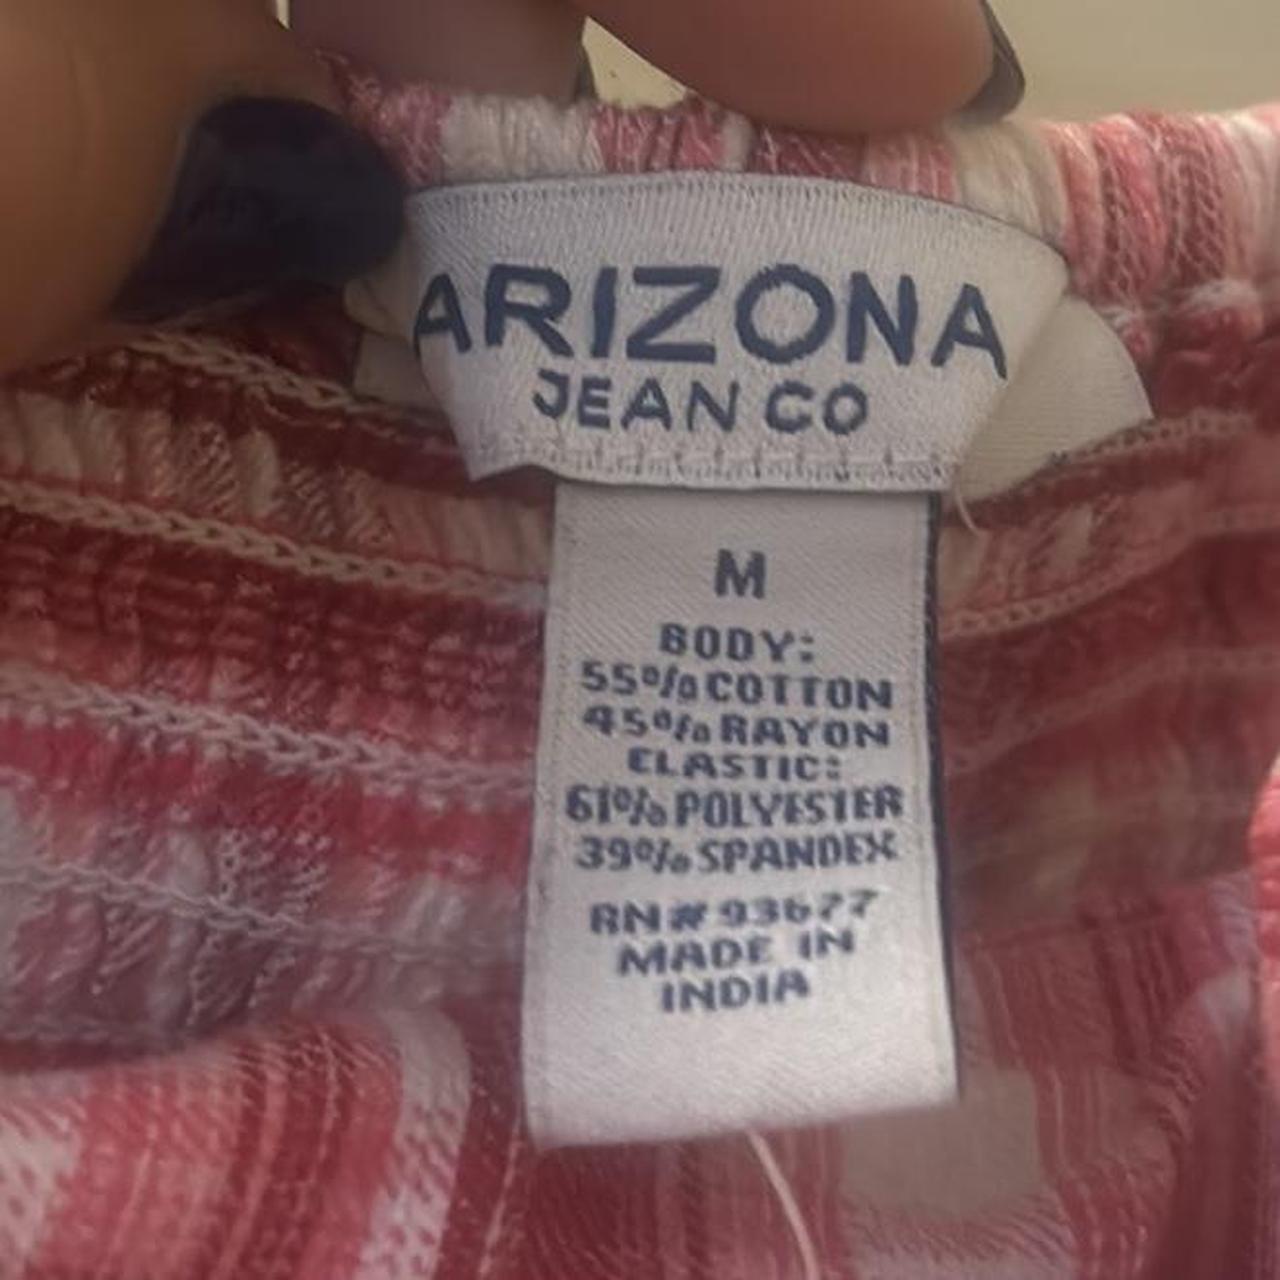 ARIZONA
JEAN CO
M
BODY:
55% COTTON
45% RAYON
ELASTIC:
61% POLYESTER
39% SPANDEX
RN# 93677
MADE IN
INDIA